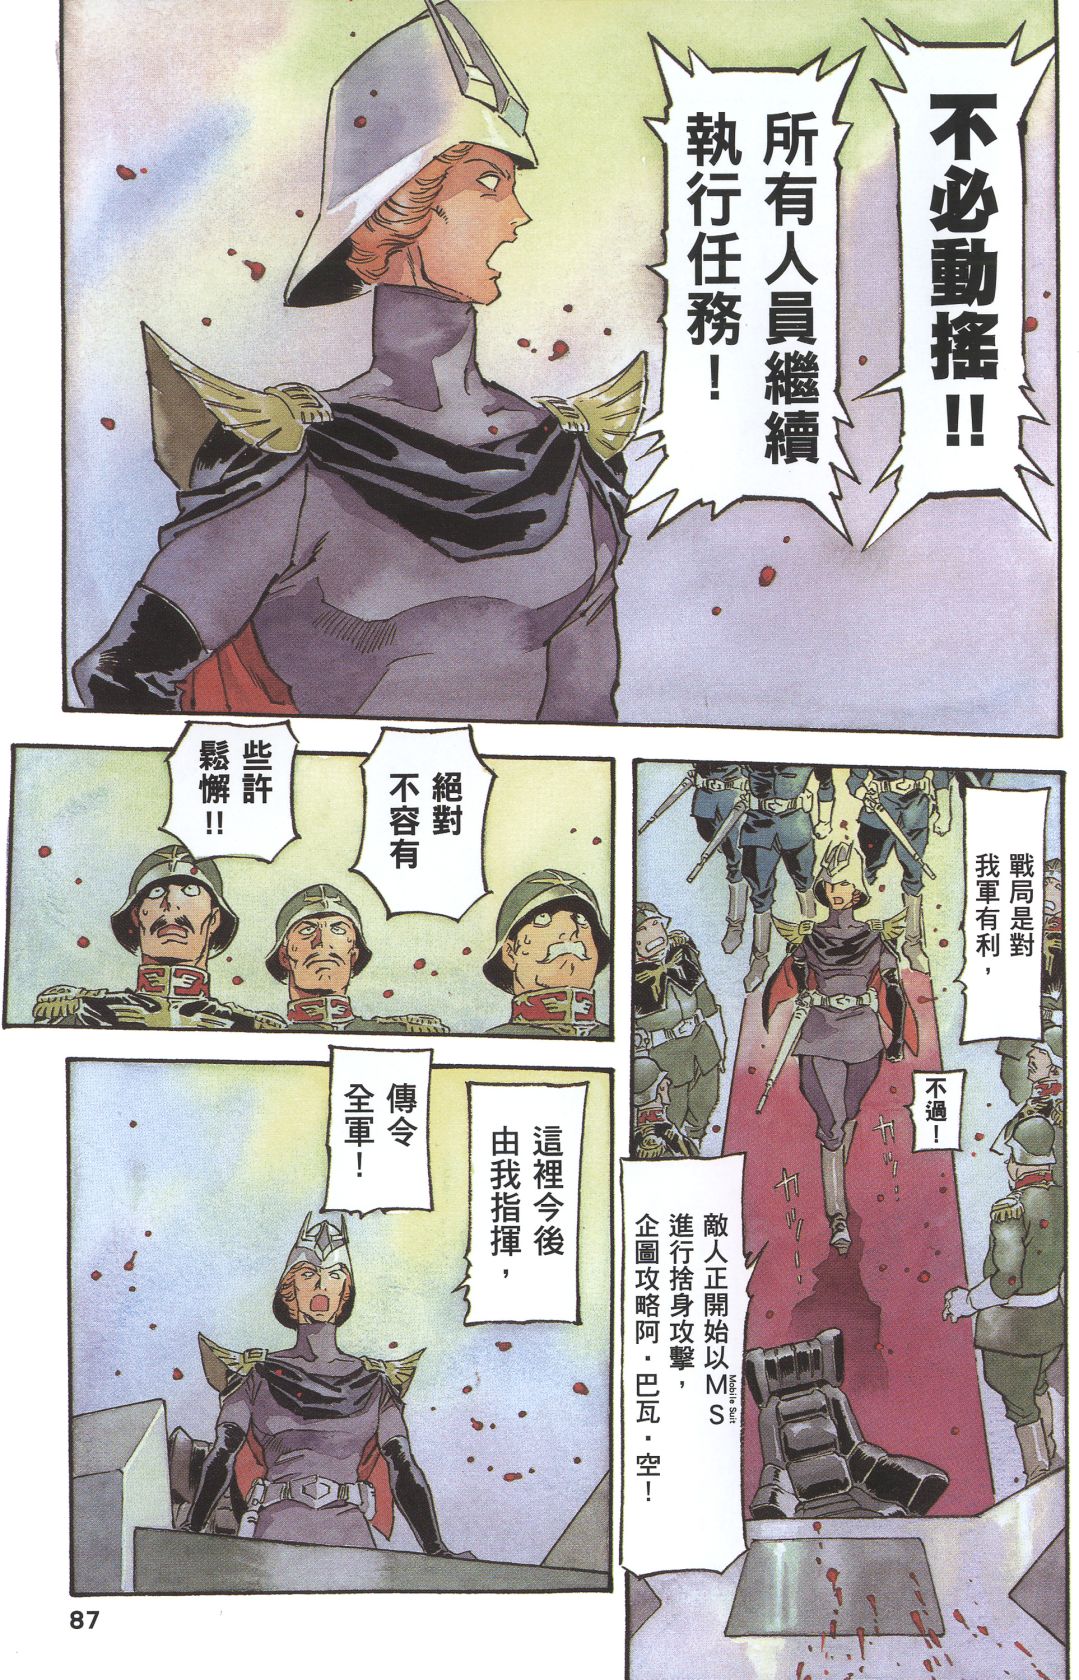 不必動搖!!
所有人員繼續
執行任務！
戰局是對
我軍有利，
不過！
敵人正開始以MS
Mobile Suit
進行捨身攻擊，
企圖攻略阿．巴瓦．空！
カッ
カッ
絕對
不容有
些許
鬆懈!!
這裡今後
由我指揮，
傳令
全軍！
87